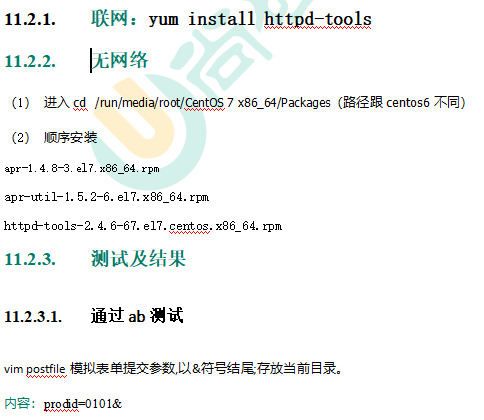 11.2.1. 联网：yum install httpd-tools
11.2.2. 无网络
（1） 进入 cd /run/media/root/CentOS 7 x86_64/Packages（路径跟 centos6 不同）
（2） 顺序安装
apr-1.4.8-3.el7.x86_64.rpm
apr-util-1.5.2-6.el7.x86_64.rpm
httpd-tools-2.4.6-67.el7.centos.x86_64.rpm
11.2.3. 测试及结果
11.2.3.1. 通过 ab 测试
vim postfile 模拟表单提交参数,以&符号结尾;存放当前目录。
内容：prodid=0101&